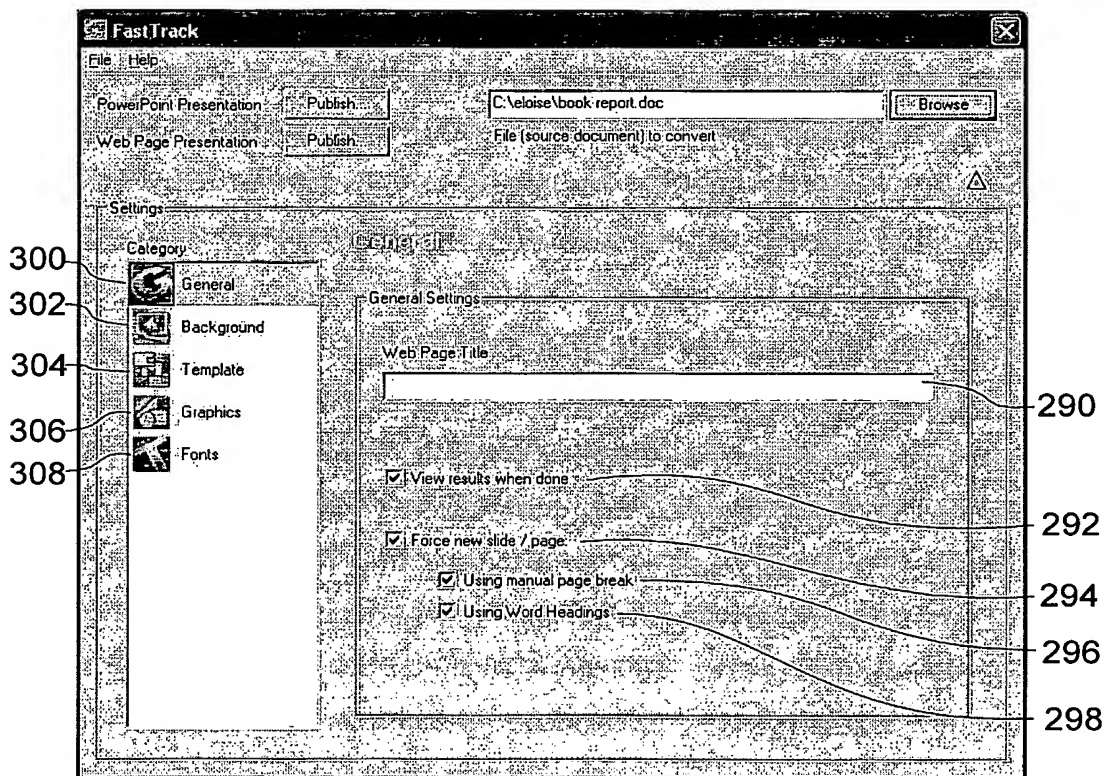 FastTrack
File Help
PowerPoint Presentation Publish... C:\eloise\book report.doc Browse
Web Page Presentation Publish... File (source document) to convert
Settings
Category
General
300 General
302 Background
304 Template
306 Graphics
308 Fonts
General Settings
Web Page Title
290
View results when done
292
Force new slide / page
294
Using manual page break
296
Using Word Headings
298